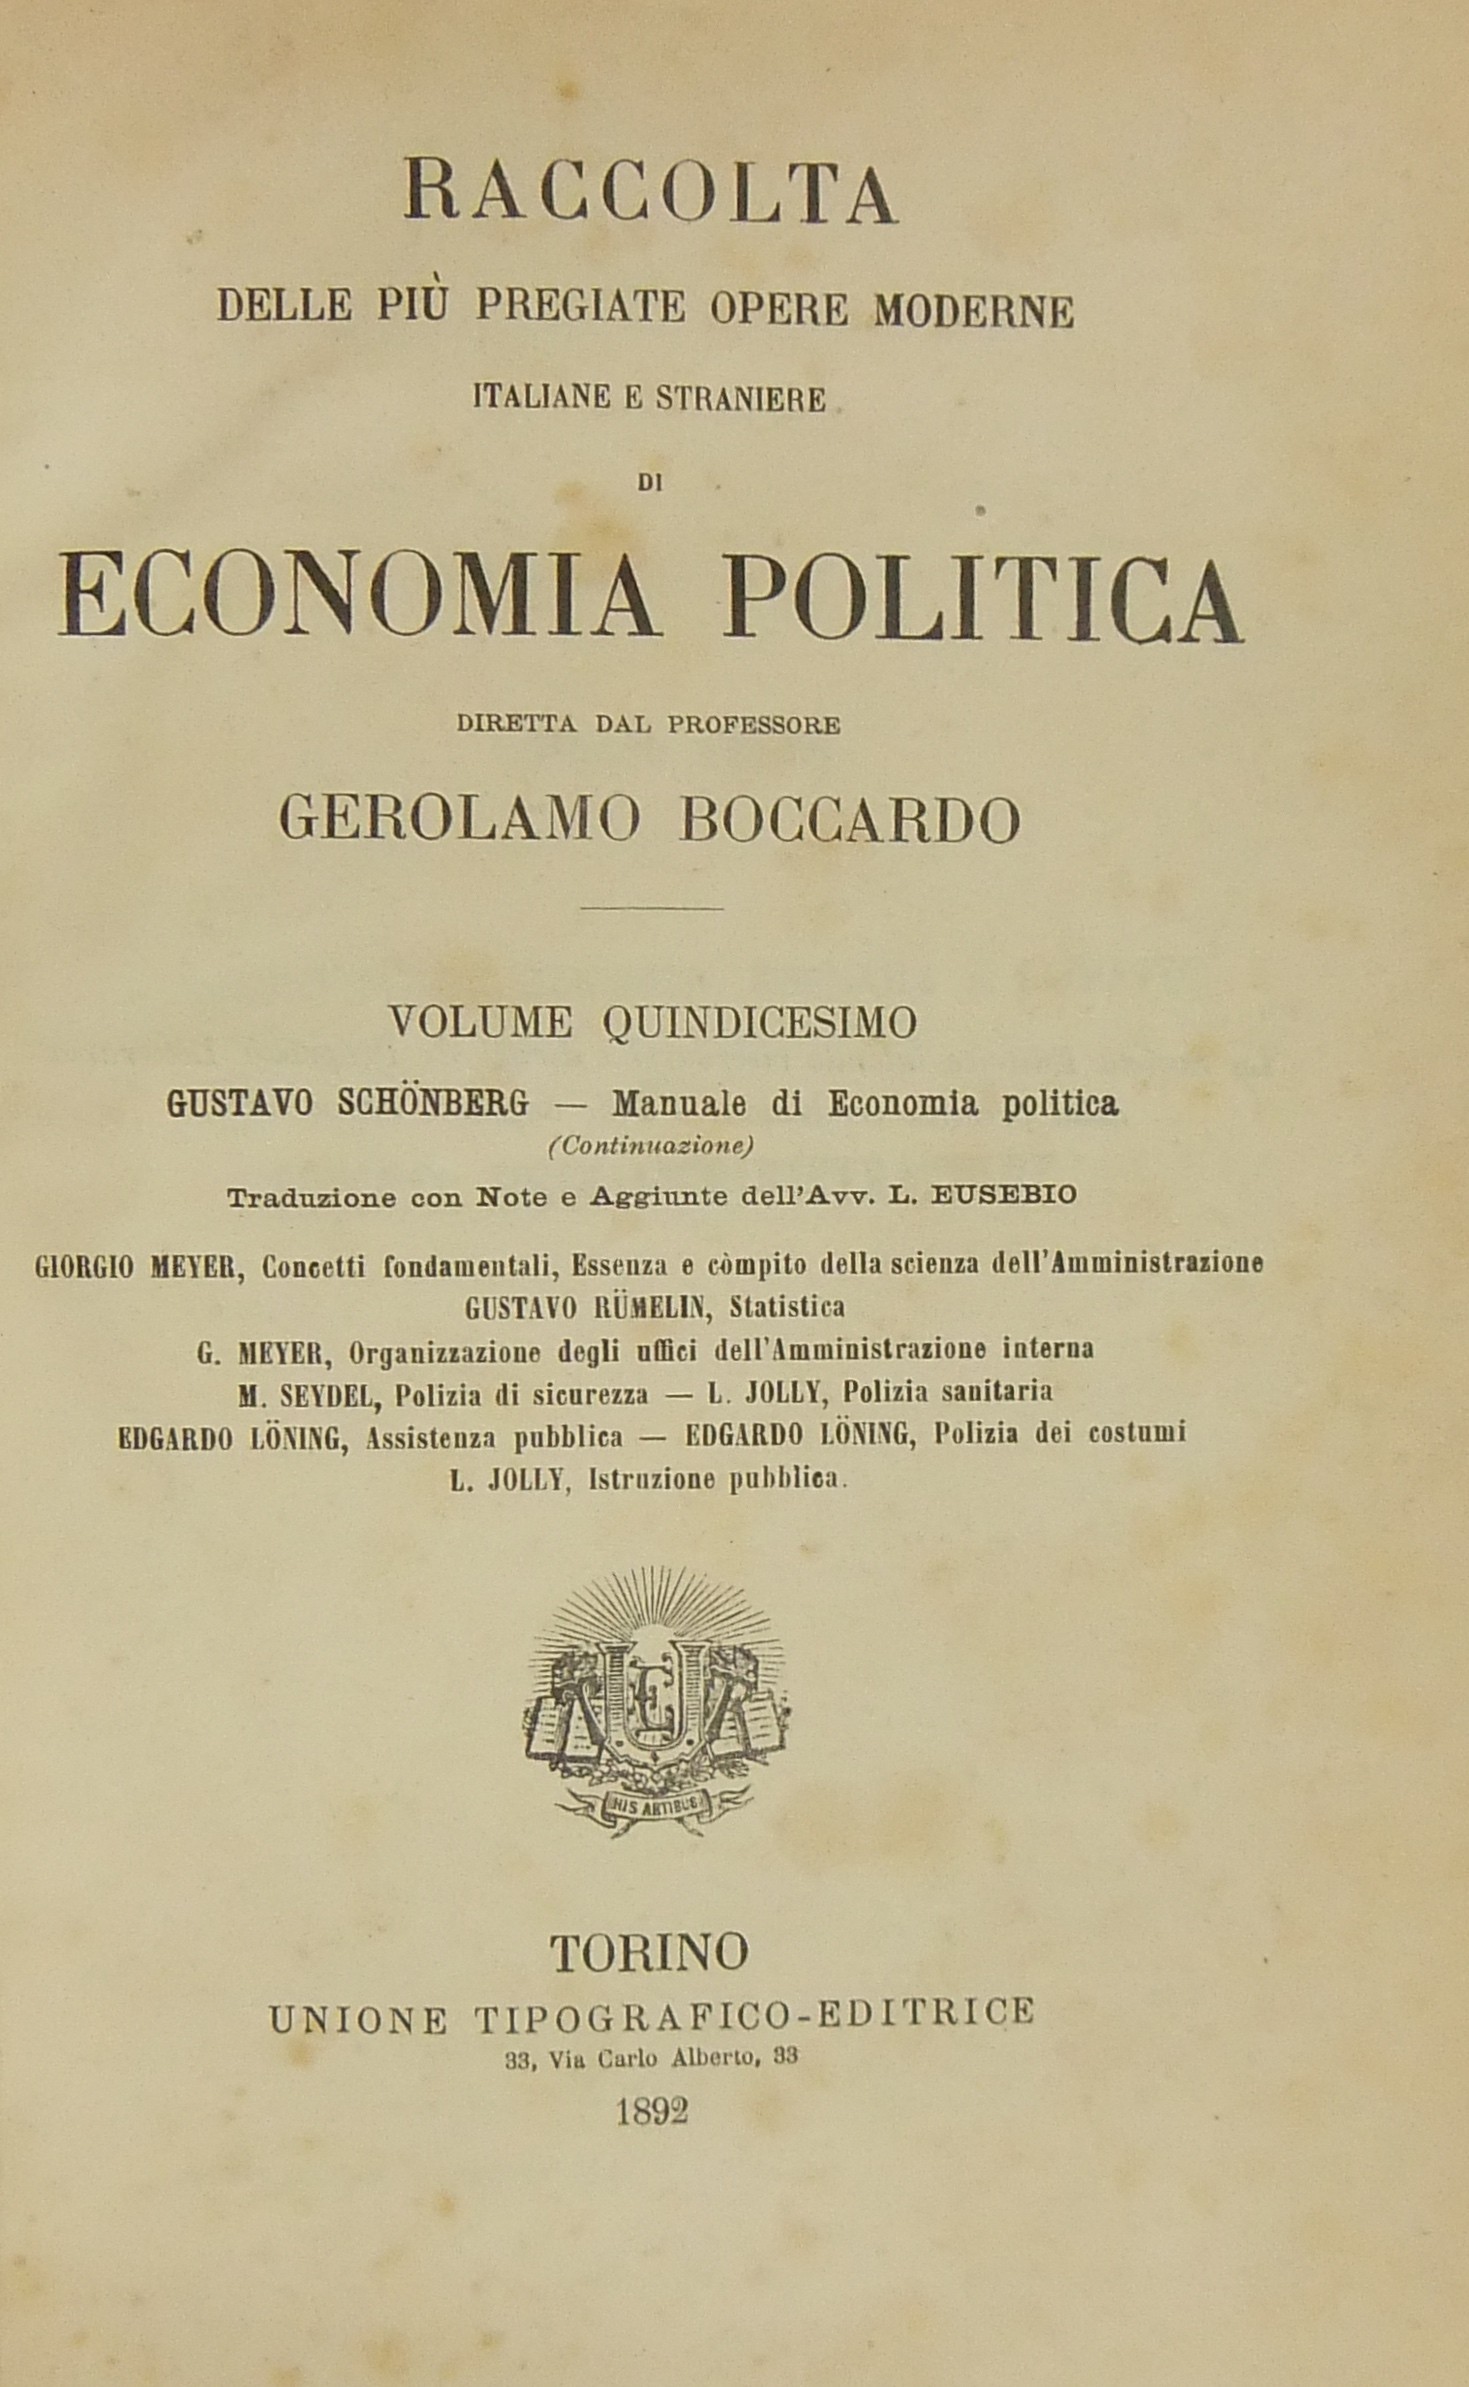 RACCOLTA
DELLE PIÙ PREGIATE OPERE MODERNE
ITALIANE E STRANIERE
DI
ECONOMIA POLITICA
DIRETTA DAL PROFESSORE
GEROLAMO BOCCARDO
VOLUME QUINDICESIMO
GUSTAVO SCHÖNBERG — Manuale di Economia politica
(Continuazione)
Traduzione con Note e Aggiunte dell'Avv. L. EUSEBIO
GIORGIO MEYER, Concetti fondamentali, Essenza e còmpito della scienza dell'Amministrazione
GUSTAVO RÜMELIN, Statistica
G. MEYER, Organizzazione degli uffici dell'Amministrazione interna
M. SEYDEL, Polizia di sicurezza — L. JOLLY, Polizia sanitaria
EDGARDO LÖNING, Assistenza pubblica — EDGARDO LÖNING, Polizia dei costumi
L. JOLLY, Istruzione pubblica.
UTE
HIS ARTIBUS
TORINO
UNIONE TIPOGRAFICO-EDITRICE
33, Via Carlo Alberto, 33
1892